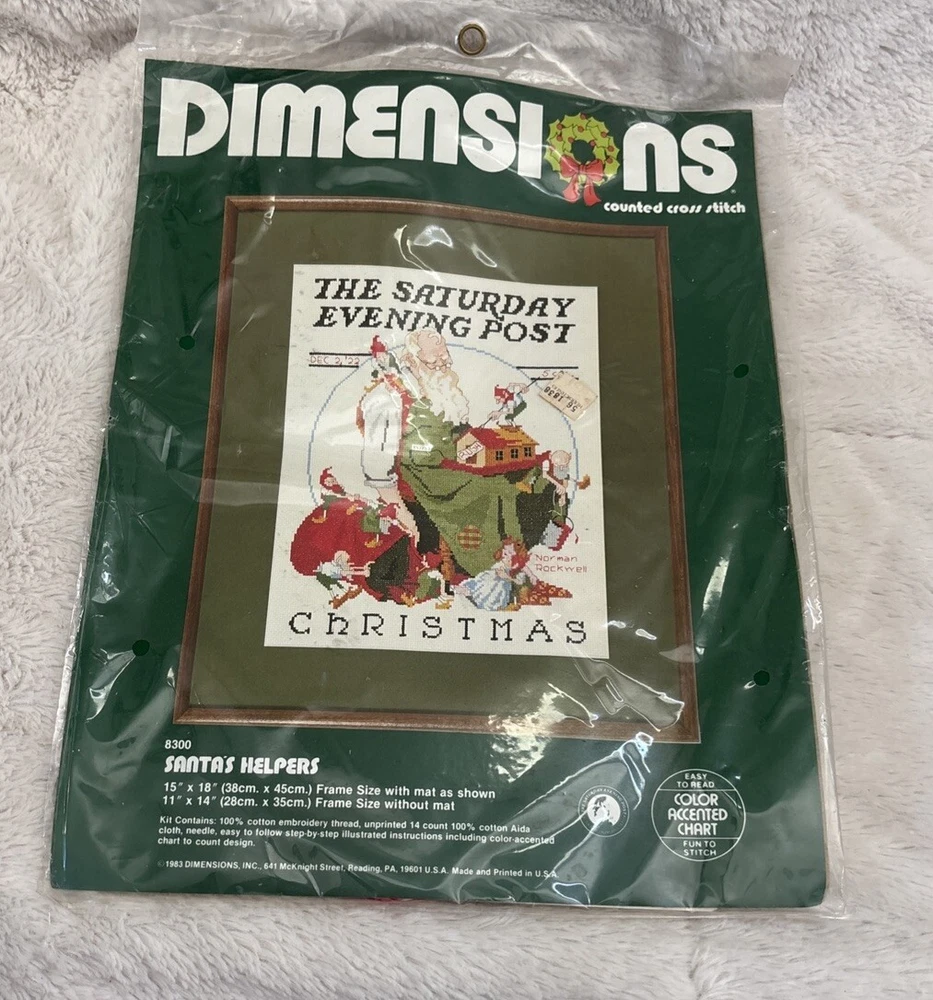 DIMENSIONS
counted cross stitch
THE SATURDAY
EVENING POST
DEC 2, '22
Norman
Rockwell
ChRISTMAS
8300
SANTA'S HELPERS
15" x 18" (38cm. x 45cm.) Frame Size with mat as shown
11" x 14" (28cm. x 35cm.) Frame Size without mat
Kit Contains: 100% cotton embroidery thread, unprinted 14 count 100% cotton Aida
cloth, needle, easy to follow step-by-step illustrated instructions including color-accented
chart to count design.
©1983 DIMENSIONS, INC., 641 McKnight Street, Reading, PA, 19601 U.S.A. Made and Printed in U.S.A.
EASY
TO READ
COLOR
ACCENTED
CHART
FUN TO
STITCH